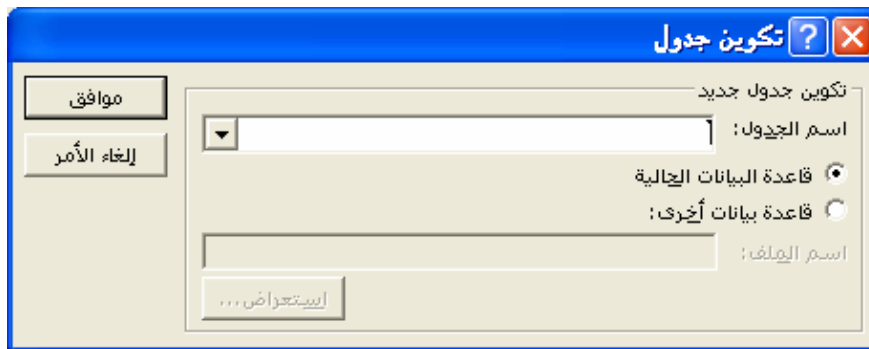 تكوين جدول
تكوين جدول جديد
اسم الجدول:
قاعدة البيانات الحالية
قاعدة بيانات أخرى:
اسم الملف:
استعراض...
موافق
إلغاء الأمر